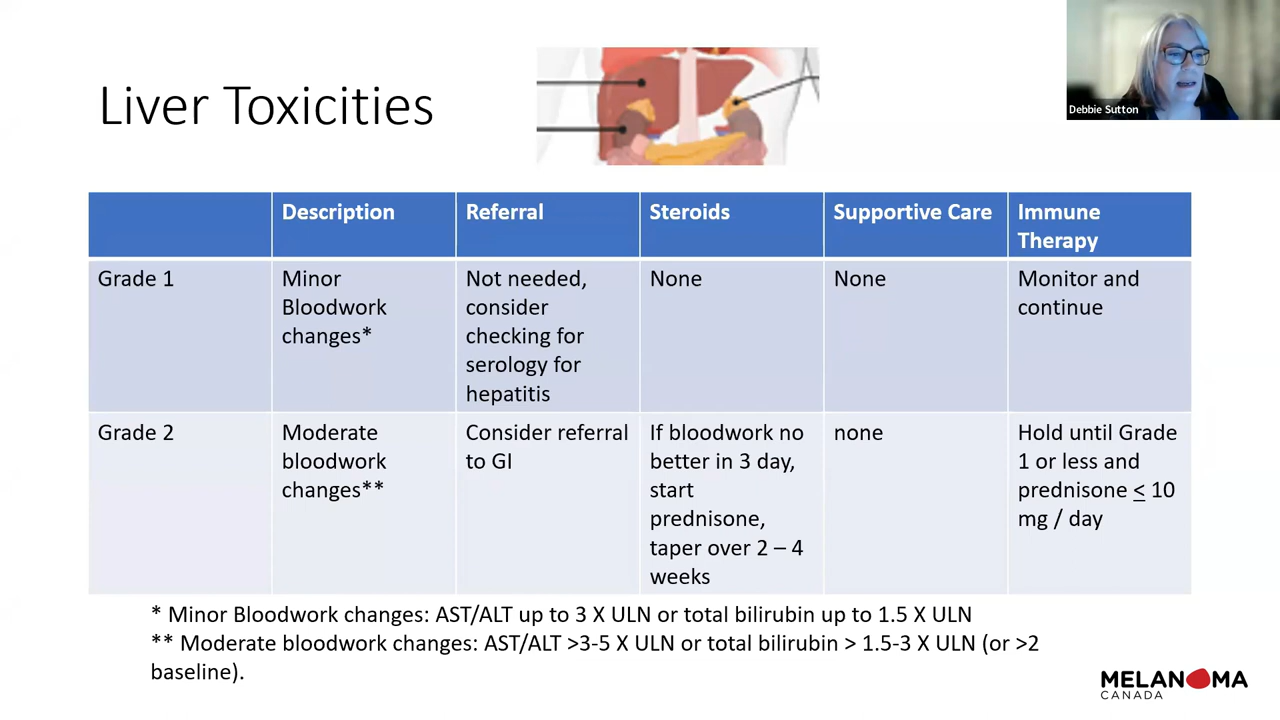 Liver Toxicities
Debbie Sutton
Description
Referral
Steroids
Supportive Care
Immune
Therapy
Grade 1
Minor
Bloodwork
changes*
Not needed,
consider
checking for
serology for
hepatitis
None
None
Monitor and
continue
Grade 2
Moderate
bloodwork
changes**
Consider referral
to GI
If bloodwork no
better in 3 day,
start
prednisone,
taper over 2 – 4
weeks
none
Hold until Grade
1 or less and
prednisone < 10
mg / day
* Minor Bloodwork changes: AST/ALT up to 3 X ULN or total bilirubin up to 1.5 X ULN
** Moderate bloodwork changes: AST/ALT >3-5 X ULN or total bilirubin > 1.5-3 X ULN (or >2
baseline).
MELANOMA
CANADA